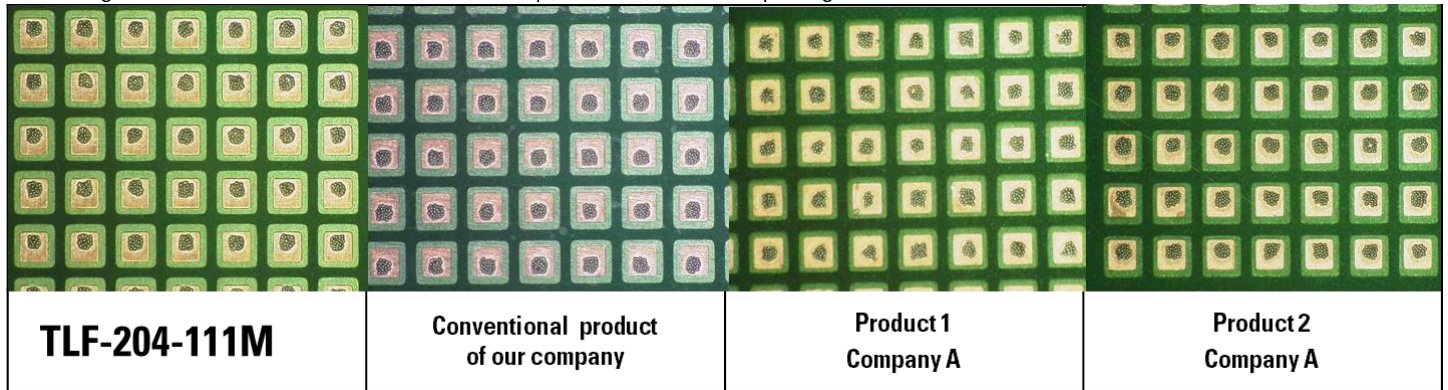 TLF-204-111M
Conventional product
of our company
Product 1
Company A
Product 2
Company A